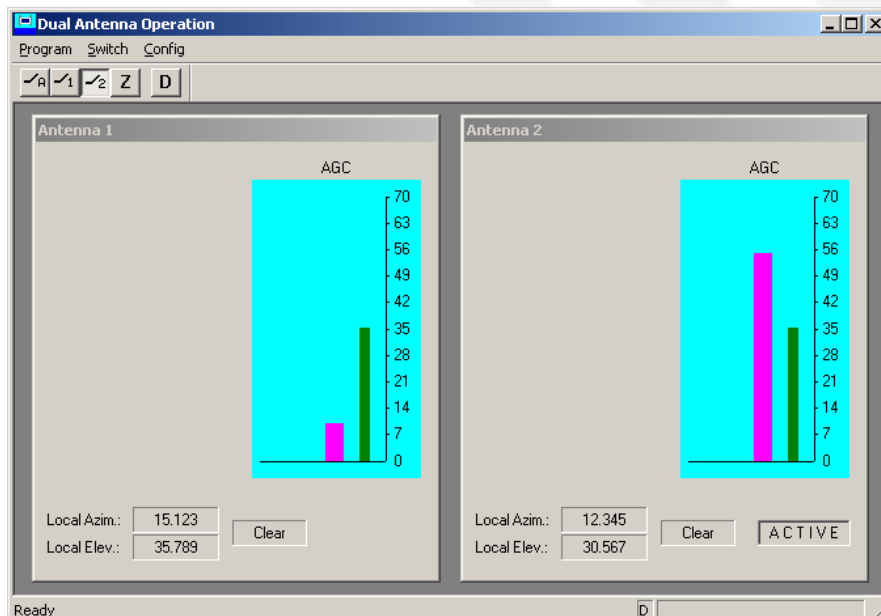 Dual Antenna Operation
Program Switch Config
A 1 2 Z D
Antenna 1
AGC
70
63
56
49
42
35
28
21
14
7
0
Local Azim.: 15.123
Local Elev.: 35.789
Clear
Antenna 2
AGC
70
63
56
49
42
35
28
21
14
7
0
Local Azim.: 12.345
Local Elev.: 30.567
Clear
ACTIVE
Ready D